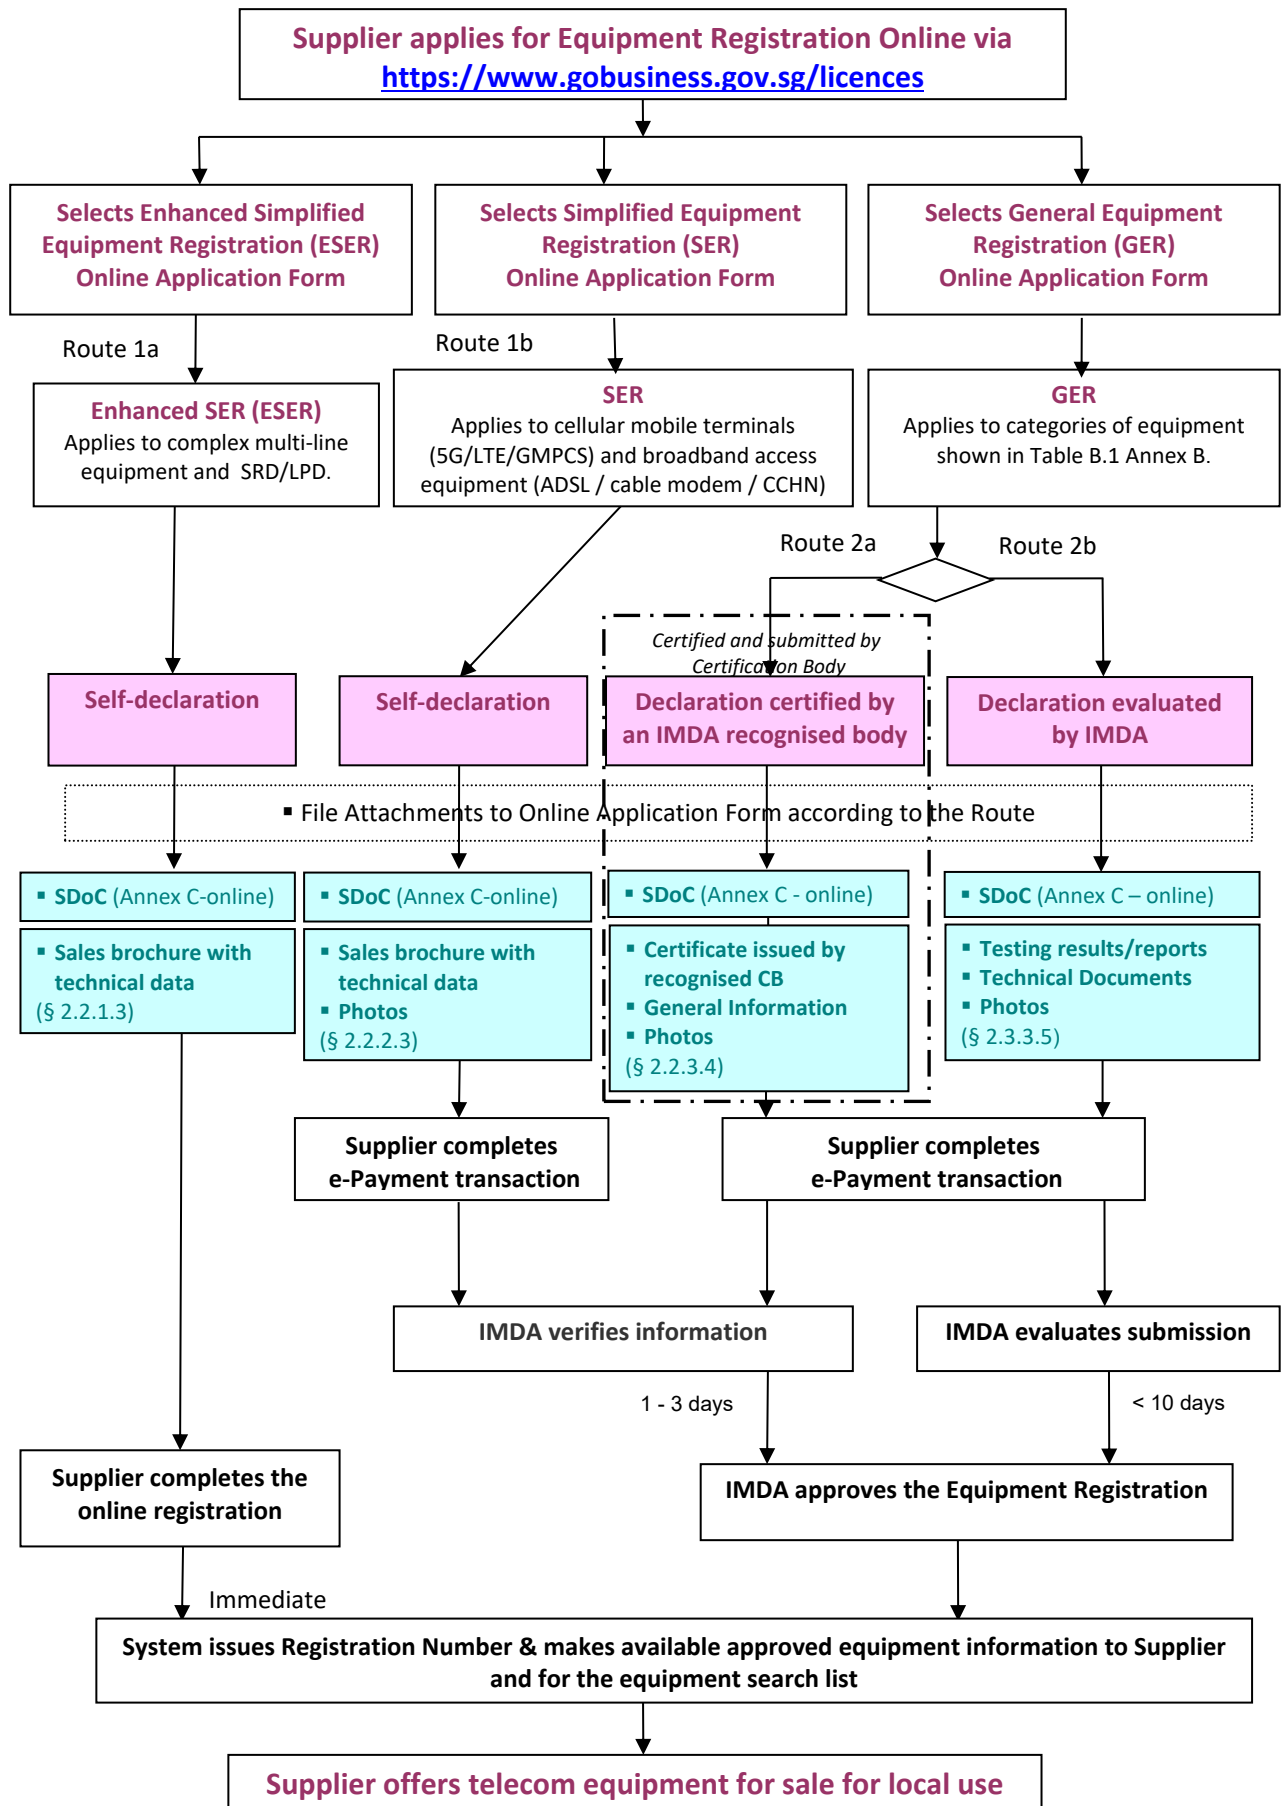 Supplier applies for Equipment Registration Online via
https://www.gobusiness.gov.sg/licences
Selects Enhanced Simplified
Equipment Registration (ESER)
Online Application Form
Selects Simplified Equipment
Registration (SER)
Online Application Form
Selects General Equipment
Registration (GER)
Online Application Form
Route 1a
Route 1b
Enhanced SER (ESER)
Applies to complex multi-line
equipment and SRD/LPD.
SER
Applies to cellular mobile terminals
(5G/LTE/GMPCS) and broadband access
equipment (ADSL / cable modem / CCHN)
GER
Applies to categories of equipment
shown in Table B.1 Annex B.
Route 2a
Route 2b
Certified and submitted by
Certification Body
Self-declaration
Self-declaration
Declaration certified by
an IMDA recognised body
Declaration evaluated
by IMDA
▪ File Attachments to Online Application Form according to the Route
▪ SDoC (Annex C-online)
▪ SDoC (Annex C-online)
▪ SDoC (Annex C - online)
▪ SDoC (Annex C – online)
▪ Sales brochure with
technical data
(§ 2.2.1.3)
▪ Sales brochure with
technical data
▪ Photos
(§ 2.2.2.3)
▪ Certificate issued by
recognised CB
▪ General Information
▪ Photos
(§ 2.2.3.4)
▪ Testing results/reports
▪ Technical Documents
▪ Photos
(§ 2.3.3.5)
Supplier completes
e-Payment transaction
Supplier completes
e-Payment transaction
IMDA verifies information
IMDA evaluates submission
1 - 3 days
< 10 days
Supplier completes the
online registration
IMDA approves the Equipment Registration
Immediate
System issues Registration Number & makes available approved equipment information to Supplier
and for the equipment search list
Supplier offers telecom equipment for sale for local use